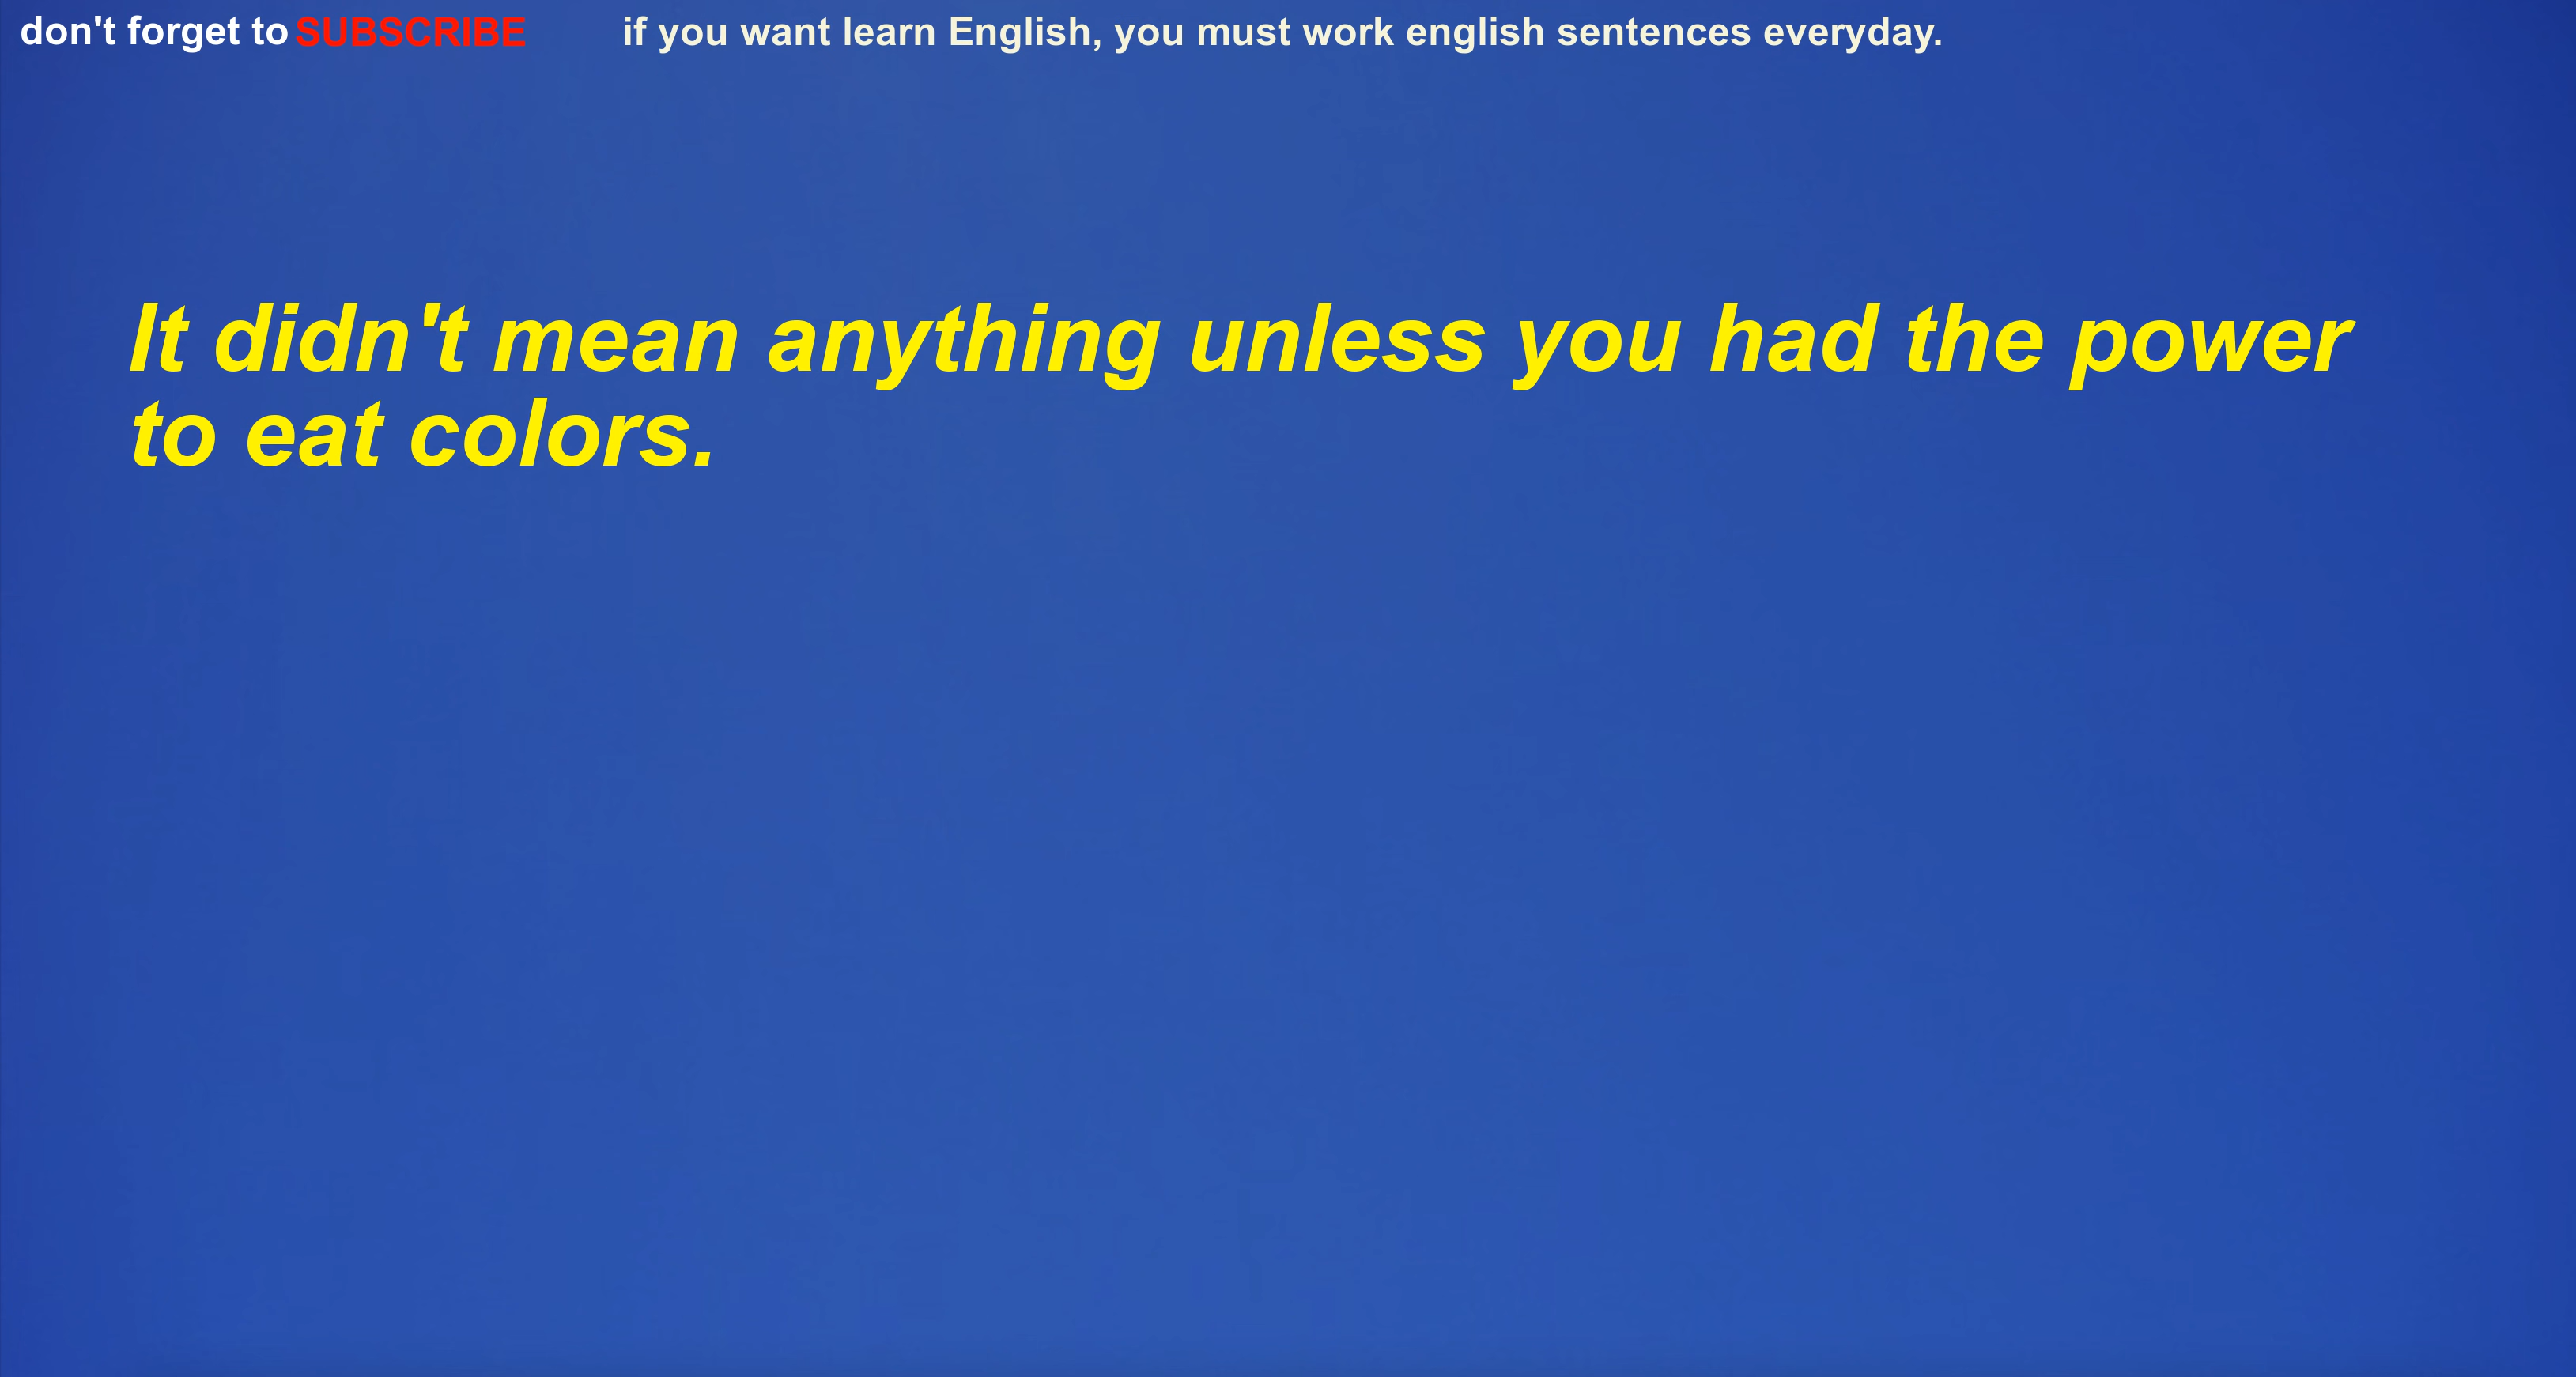 don't forget to SUBSCRIBE if you want learn English, you must work english sentences everyday.
It didn't mean anything unless you had the power
to eat colors.